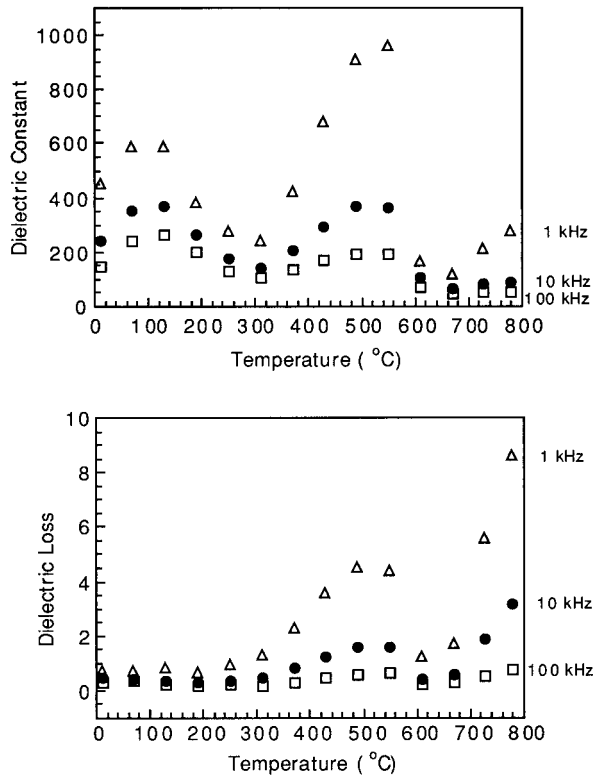 1000
800
600
400
200
0
Dielectric Constant
0 100 200 300 400 500 600 700 800
Temperature ( °C)
1 kHz
10 kHz
100 kHz
10
8
6
4
2
0
Dielectric Loss
0 100 200 300 400 500 600 700 800
Temperature ( °C)
1 kHz
10 kHz
100 kHz